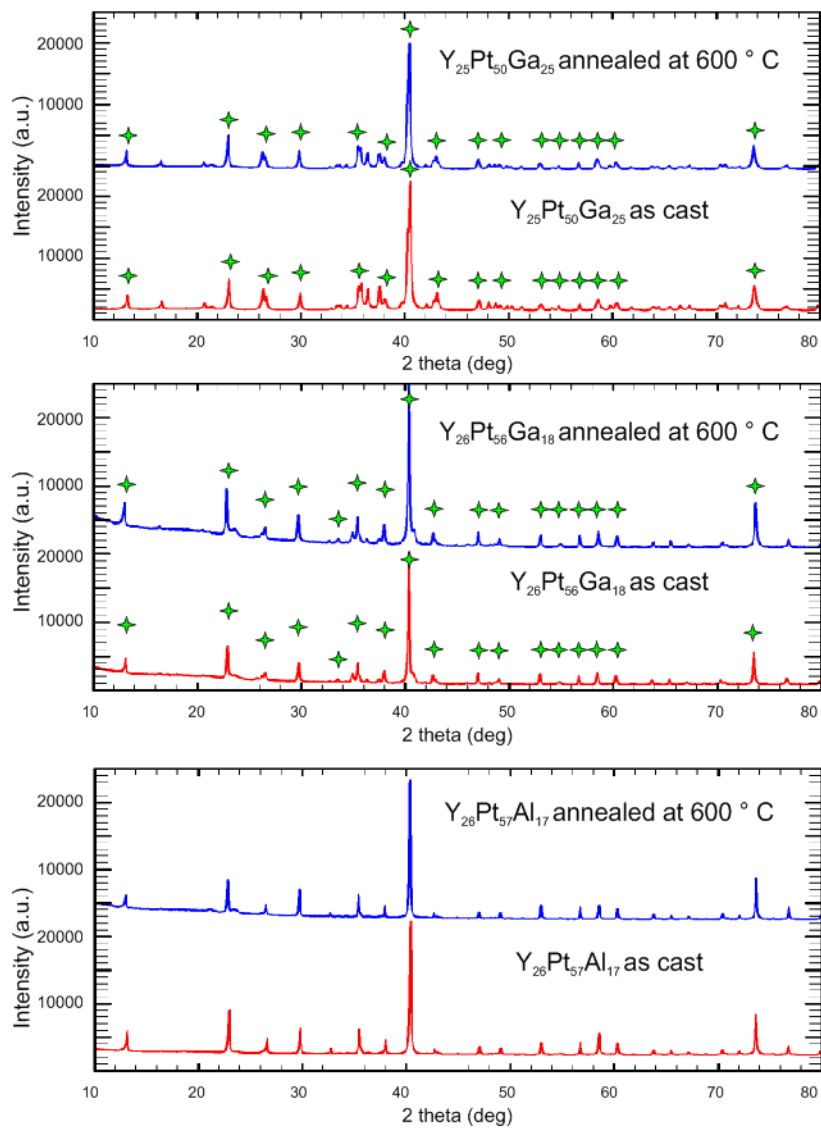 20000
Y₂₅Pt₅₀Ga₂₅ annealed at 600 ° C
10000
20000
Y₂₅Pt₅₀Ga₂₅ as cast
10000
Intensity (a.u.)
Intensity (a.u.)
10 20 30 40 50 60 70 80
2 theta (deg)
20000
Y₂₆Pt₅₆Ga₁₈ annealed at 600 ° C
10000
20000
Y₂₆Pt₅₆Ga₁₈ as cast
10000
Intensity (a.u.)
Intensity (a.u.)
10 20 30 40 50 60 70 80
2 theta (deg)
20000
Y₂₆Pt₅₇Al₁₇ annealed at 600 ° C
10000
20000
Y₂₆Pt₅₇Al₁₇ as cast
10000
Intensity (a.u.)
Intensity (a.u.)
10 20 30 40 50 60 70 80
2 theta (deg)